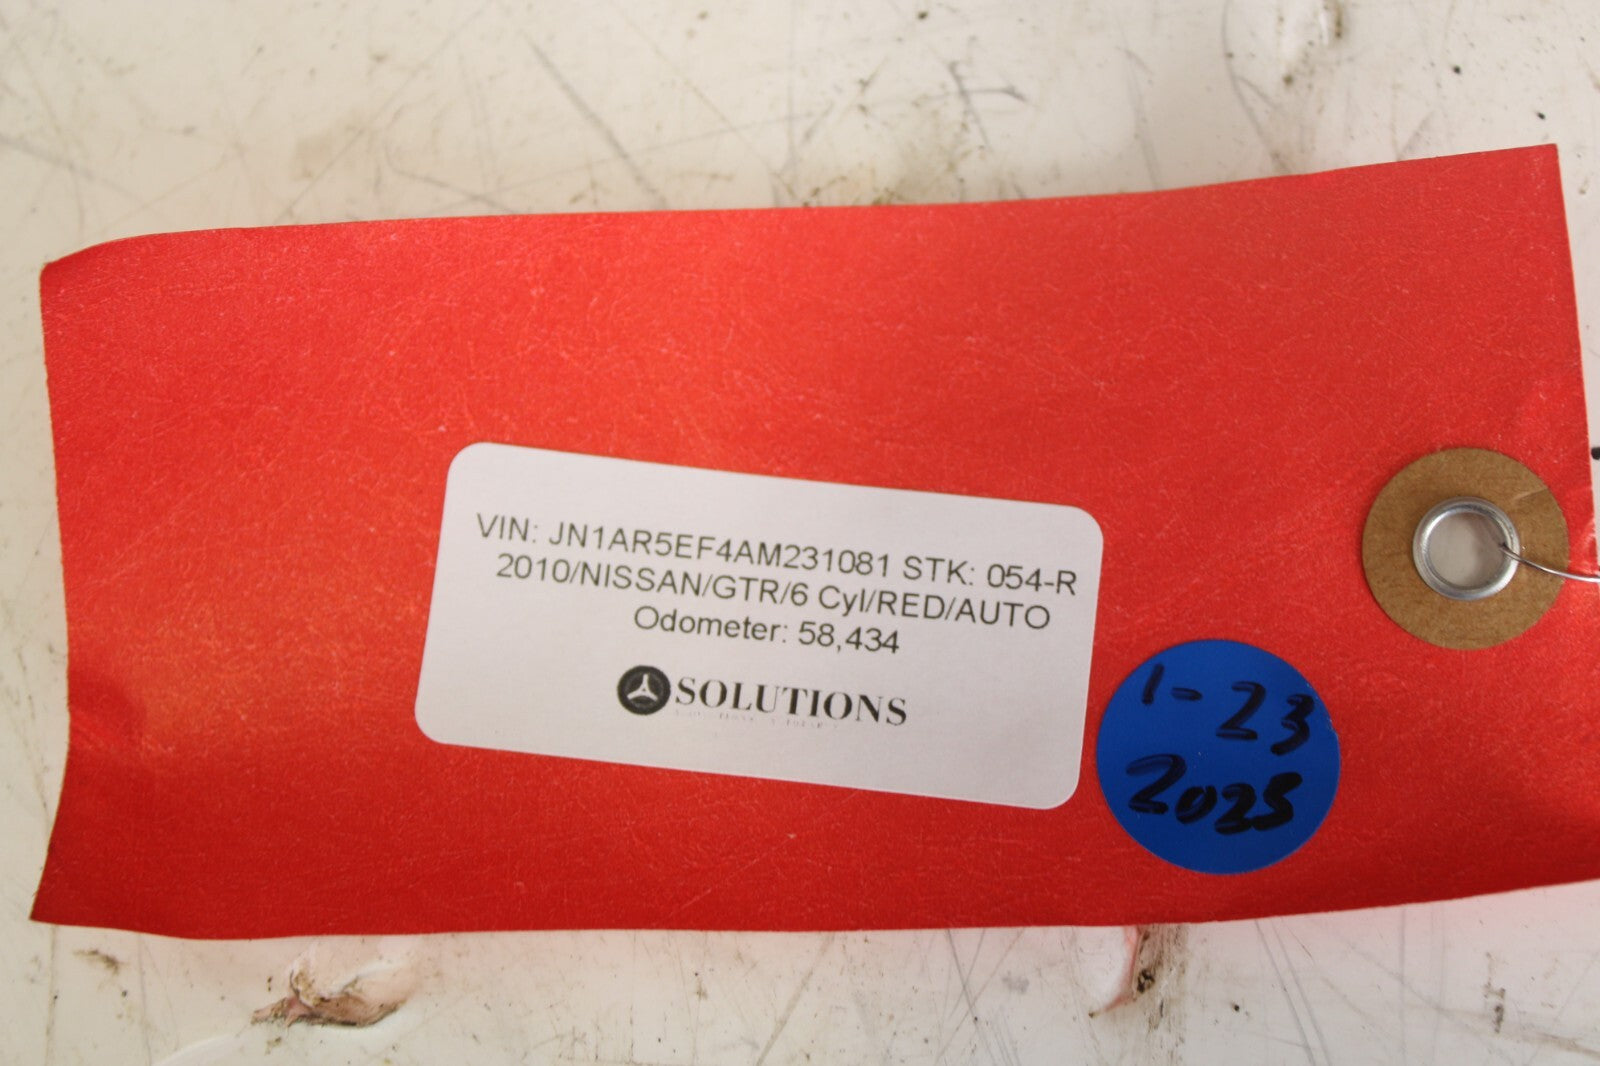 VIN: JN1AR5EF4AM231081 STK: 054-R
2010/NISSAN/GTR/6 Cyl/RED/AUTO
Odometer: 58,434
SOLUTIONS
1-23
2025